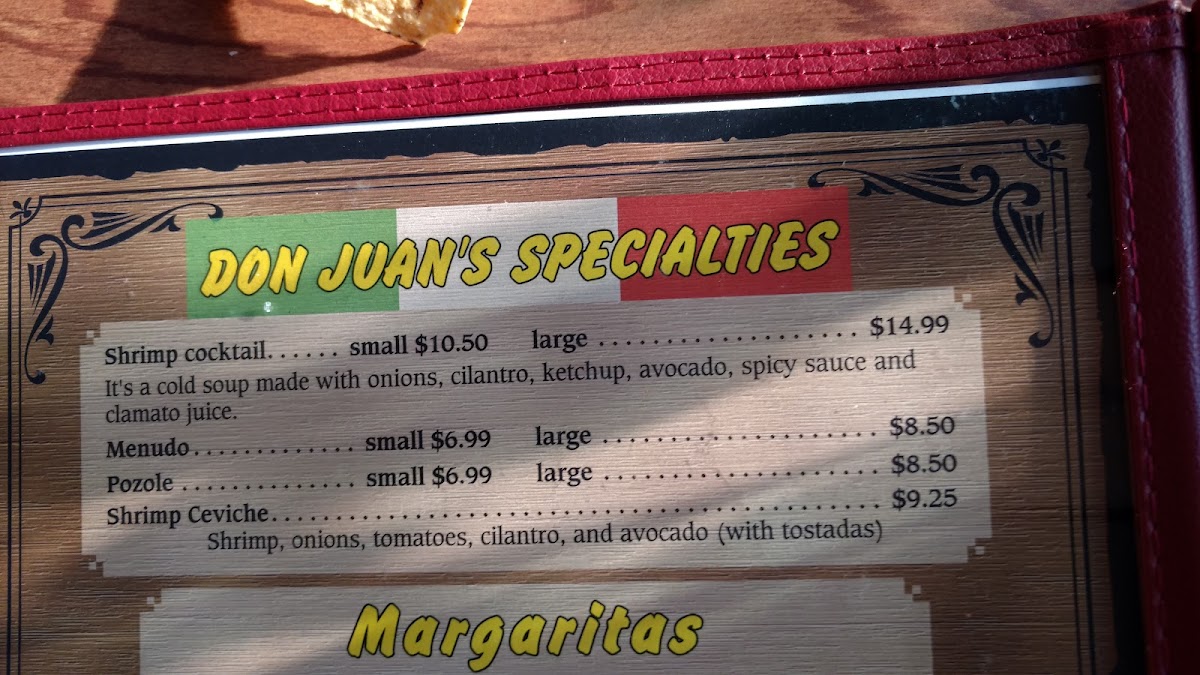 DON JUAN'S SPECIALTIES
Shrimp cocktail...... small $10.50 large ................... $14.99
It's a cold soup made with onions, cilantro, ketchup, avocado, spicy sauce and
clamato juice.
Menudo............. small $6.99 large .................... $8.50
Pozole .............. small $6.99 large .................... $8.50
Shrimp Ceviche.................................................... $9.25
Shrimp, onions, tomatoes, cilantro, and avocado (with tostadas)
Margaritas